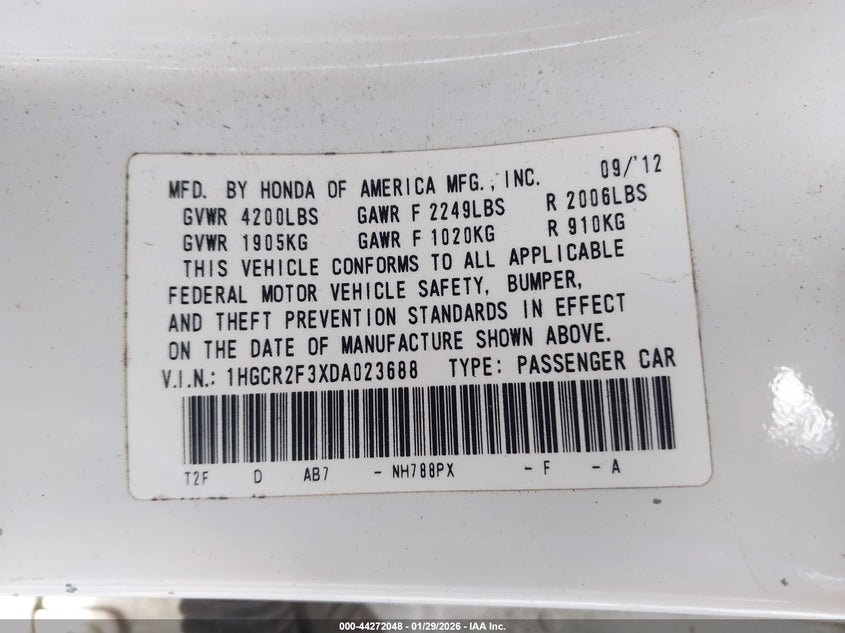 MFD. BY HONDA OF AMERICA MFG., INC. 09/'12
GVWR 4200LBS GAWR F 2249LBS R 2006LBS
GVWR 1905KG GAWR F 1020KG R 910KG
THIS VEHICLE CONFORMS TO ALL APPLICABLE
FEDERAL MOTOR VEHICLE SAFETY, BUMPER,
AND THEFT PREVENTION STANDARDS IN EFFECT
ON THE DATE OF MANUFACTURE SHOWN ABOVE.
V.I.N.: 1HGCR2F3XDA023688 TYPE: PASSENGER CAR
T2F D AB7 - NH788PX - F - A
000-44272048 - 01/29/2026 - IAA Inc.